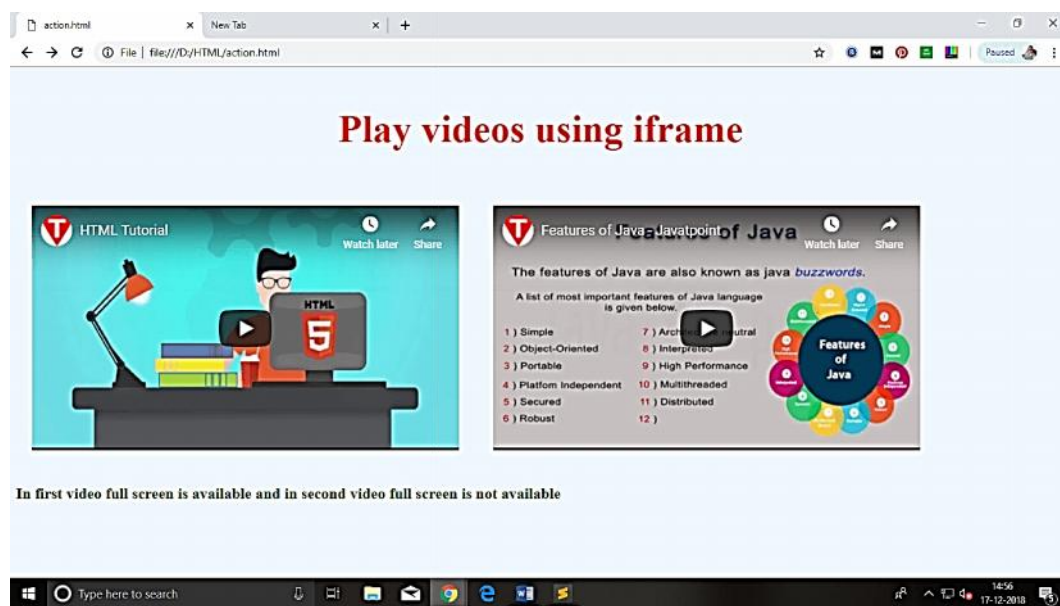 action.html
New Tab
File | file:///D:/HTML/action.html
Paused
Play videos using iframe
HTML Tutorial
Watch later
Share
HTML
5
Features of Java - Javatpoint
Features of Java
Watch later
Share
The features of Java are also known as java buzzwords.
A list of most important features of Java language
is given below.
1 ) Simple
2 ) Object-Oriented
3 ) Portable
4 ) Platfom Independent
5 ) Secured
6 ) Robust
7 ) neutral
8 ) Interpreted
9 ) High Performance
10 ) Multithreaded
11 ) Distributed
12 )
Features
of
Java
In first video full screen is available and in second video full screen is not available
Type here to search
14:56
17-12-2018